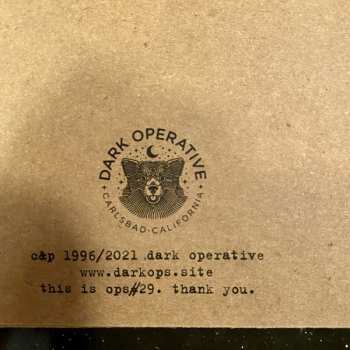 DARK OPERATIVE
CARLSBAD·CALIFORNIA
c&p 1996/2021 dark operative
www.darkops.site
this is ops#29. thank you.